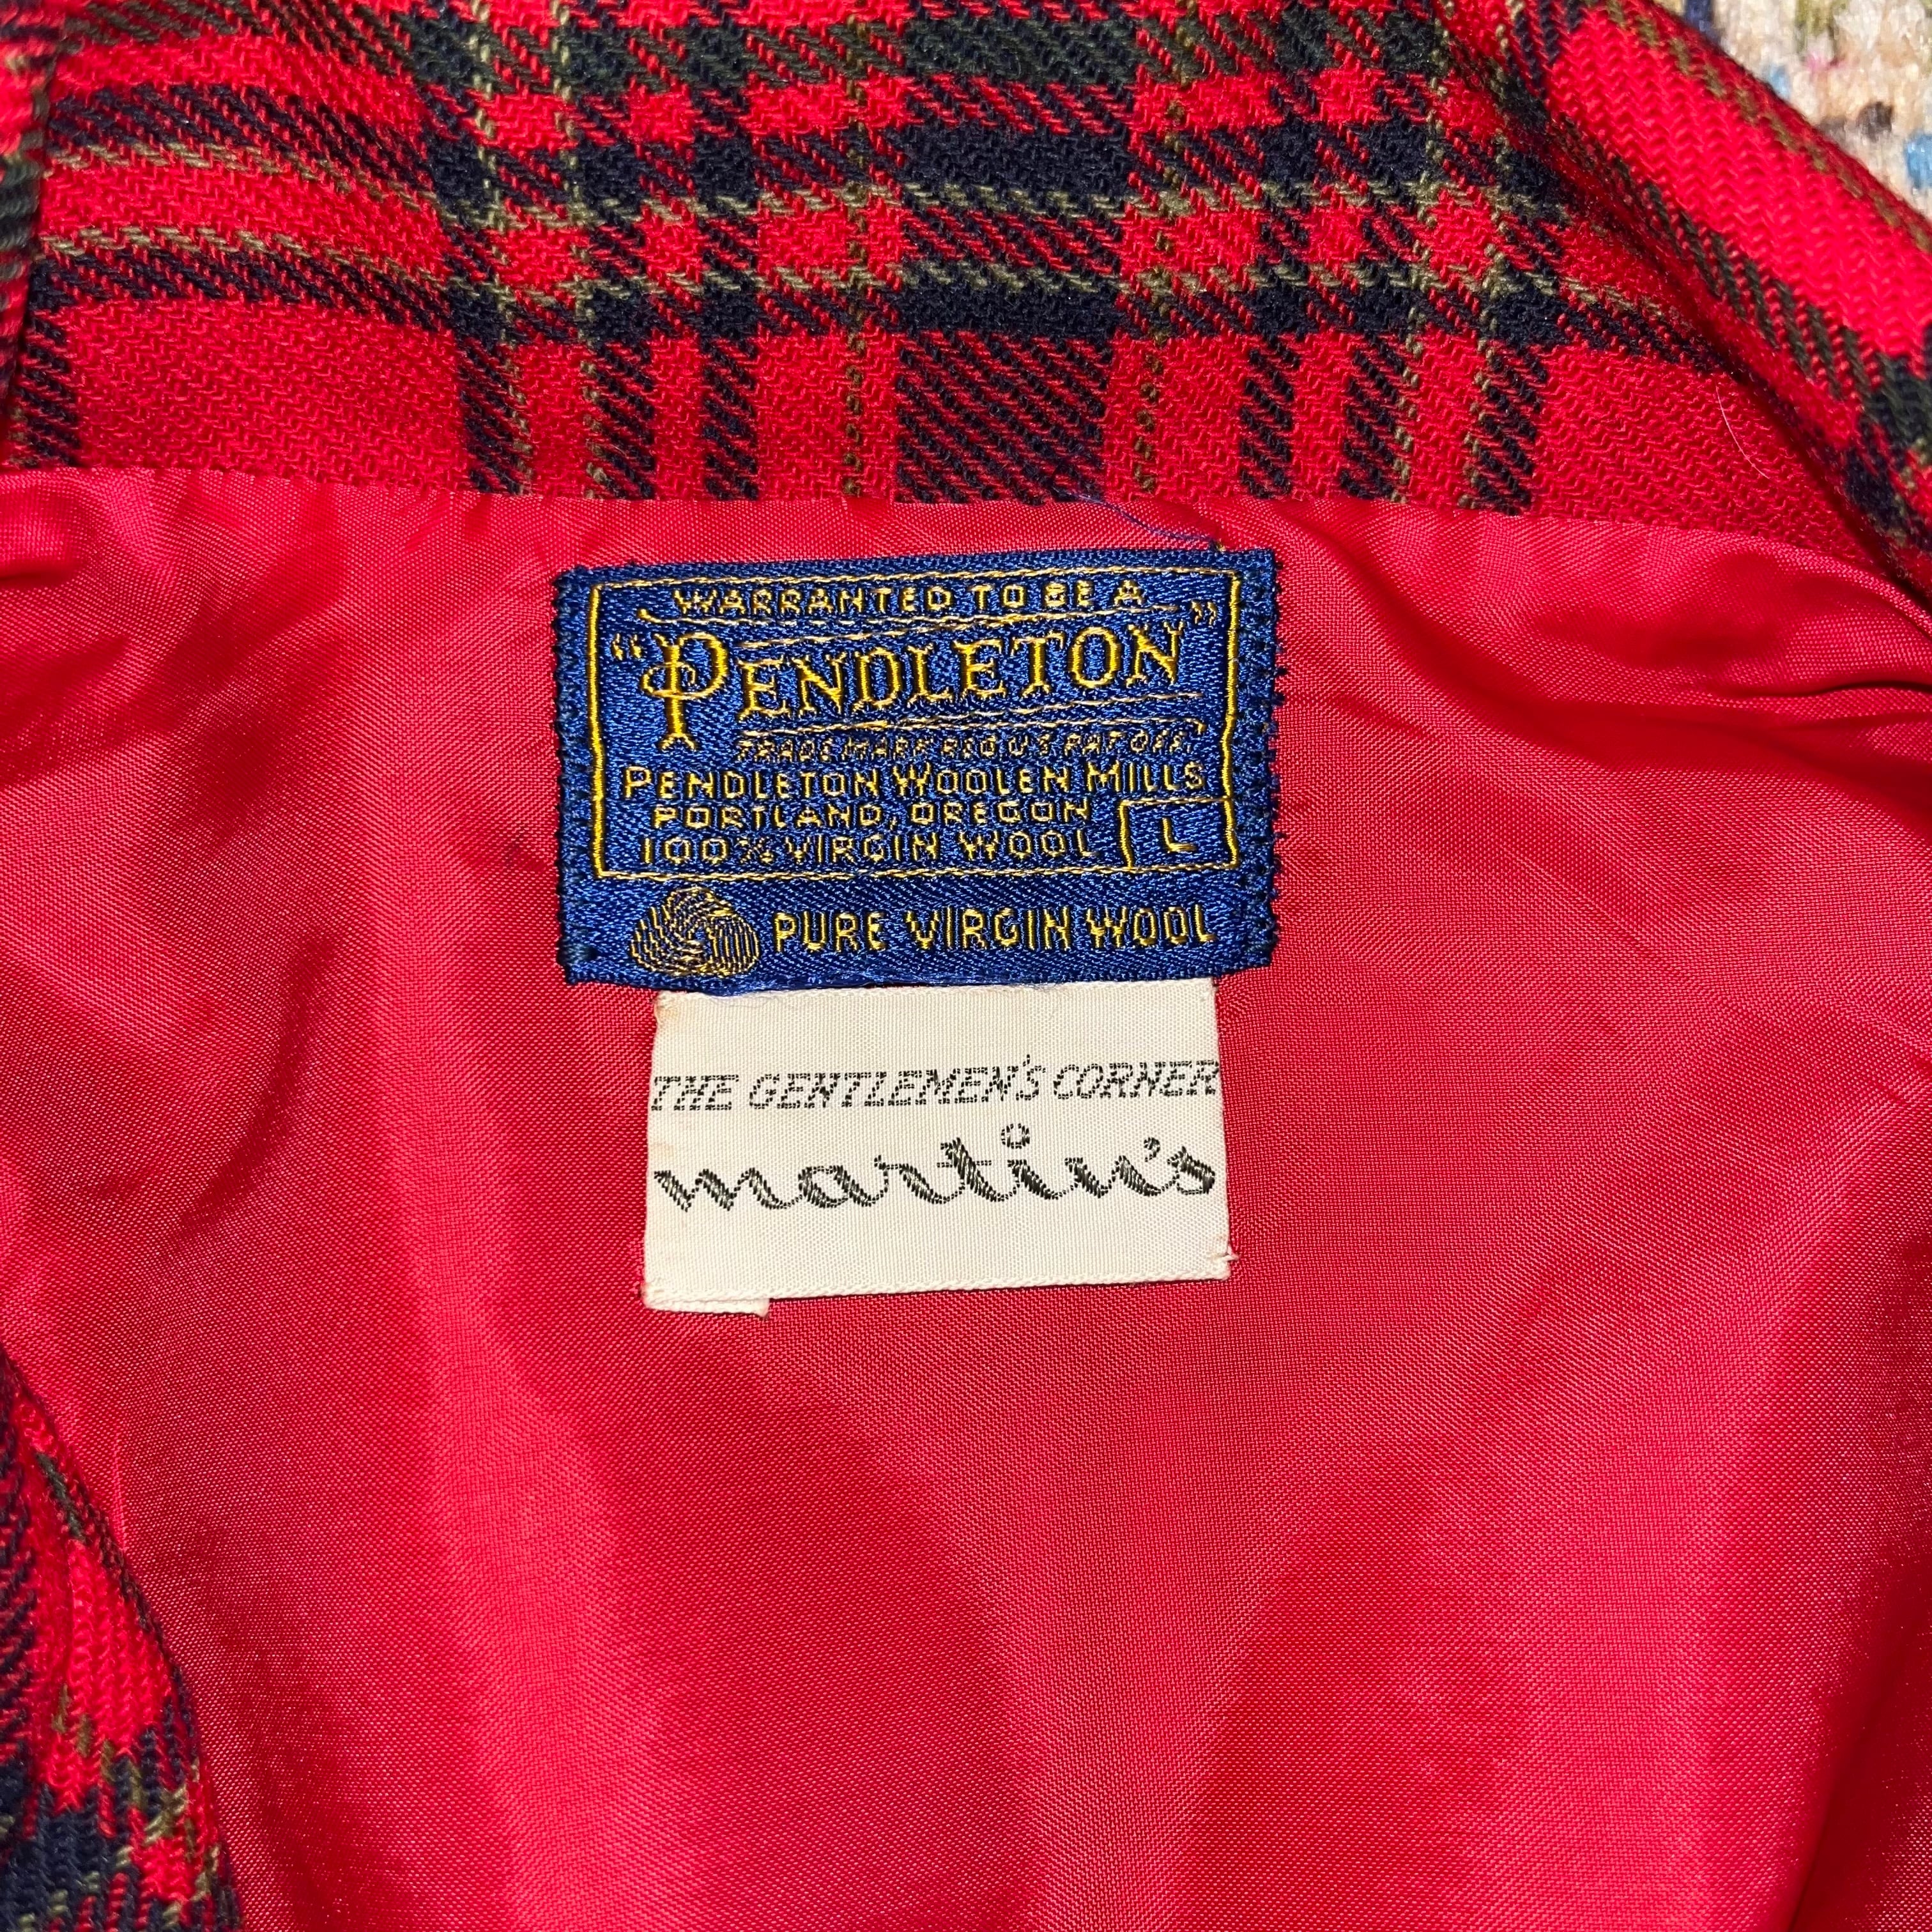 WARRANTED TO BE A
"PENDLETON"
TRADE MARK REG U S PAT OFF.
PENDLETON WOOLEN MILLS
PORTLAND, OREGON
100% VIRGIN WOOL L
PURE VIRGIN WOOL
THE GENTLEMEN'S CORNER
martin's